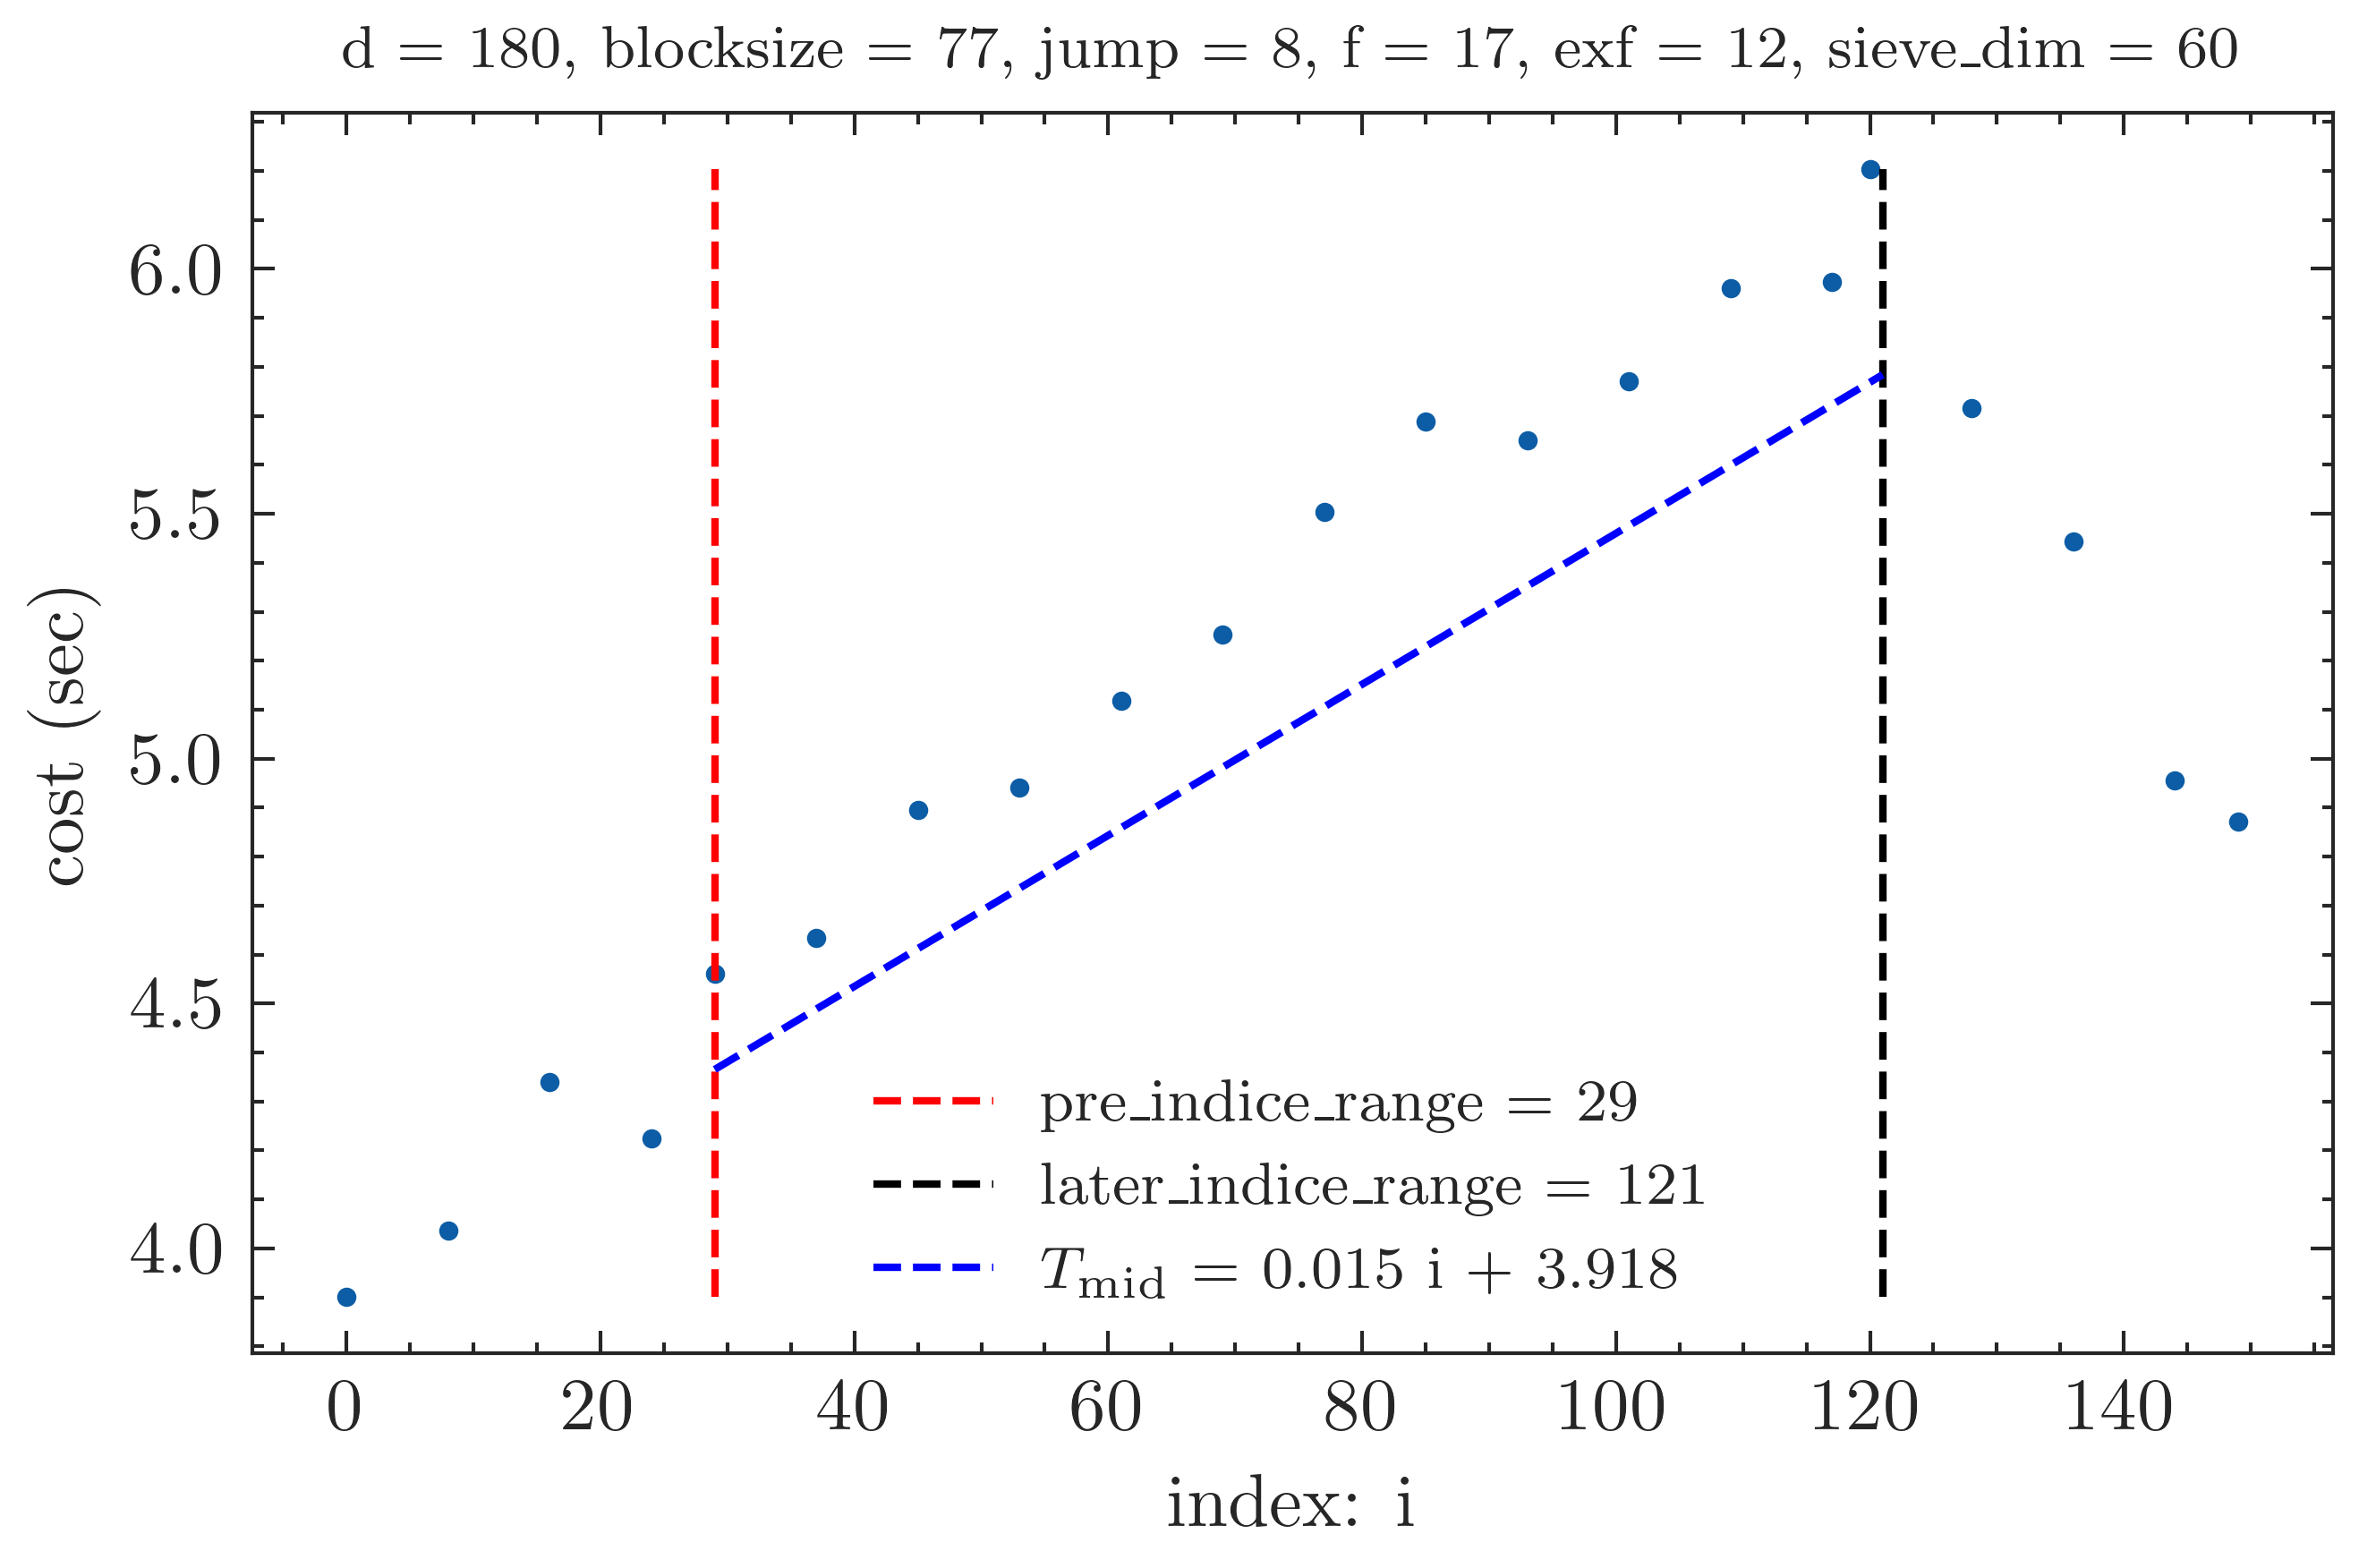 d = 180, blocksize = 77, jump = 8, f = 17, exf = 12, sieve_dim = 60
cost (sec)
6.0
5.5
5.0
4.5
4.0
pre_indice_range = 29
later_indice_range = 121
T_mid = 0.015 i + 3.918
0 20 40 60 80 100 120 140
index: i